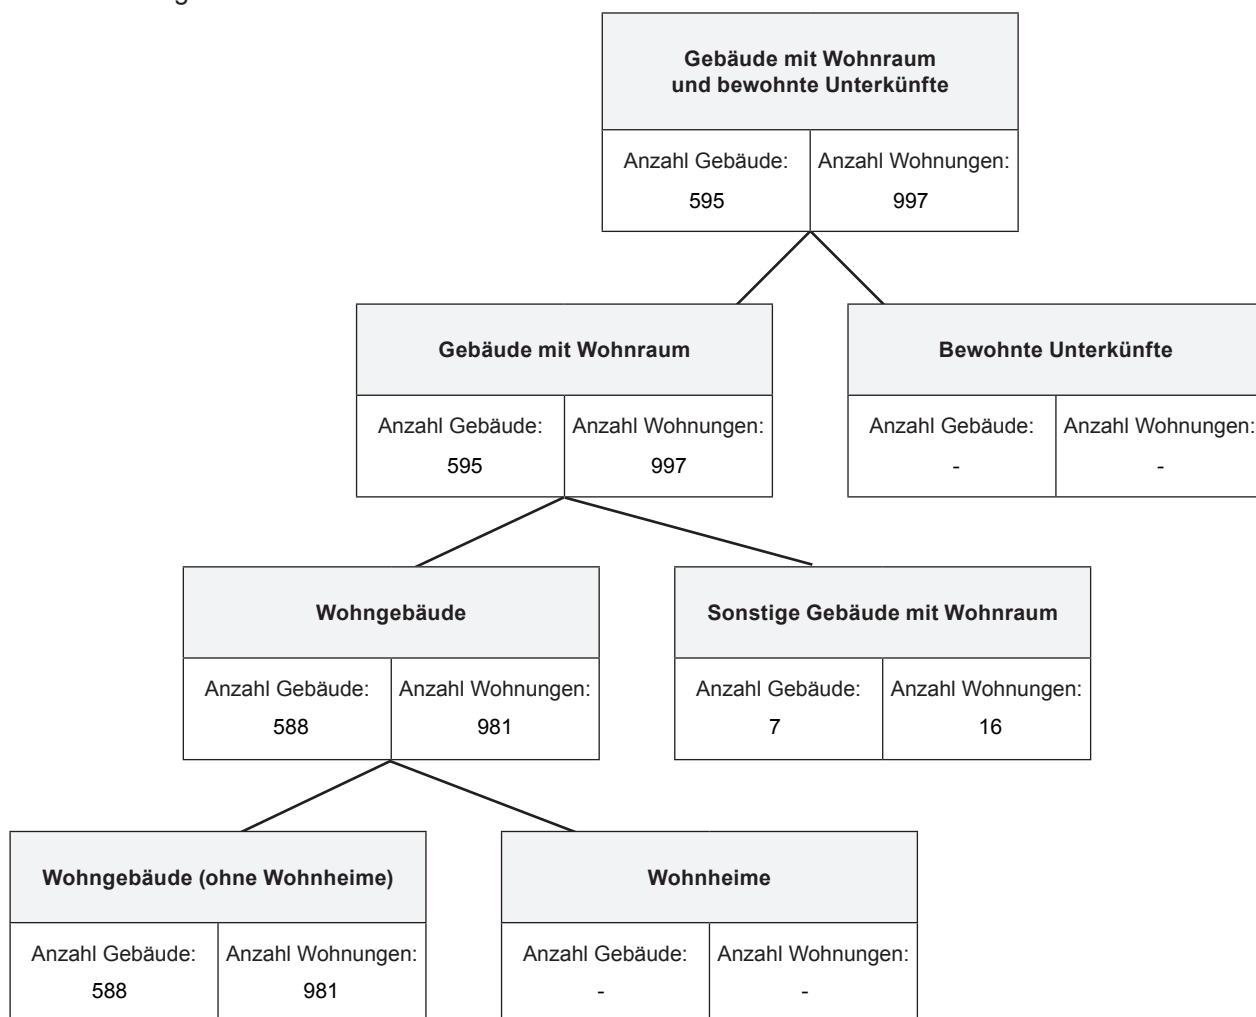 Gebäude mit Wohnraum
und bewohnte Unterkünfte
Anzahl Gebäude: Anzahl Wohnungen:
595 997
Gebäude mit Wohnraum
Anzahl Gebäude: Anzahl Wohnungen:
595 997
Bewohnte Unterkünfte
Anzahl Gebäude: Anzahl Wohnungen:
- -
Wohngebäude
Anzahl Gebäude: Anzahl Wohnungen:
588 981
Sonstige Gebäude mit Wohnraum
Anzahl Gebäude: Anzahl Wohnungen:
7 16
Wohngebäude (ohne Wohnheime)
Anzahl Gebäude: Anzahl Wohnungen:
588 981
Wohnheime
Anzahl Gebäude: Anzahl Wohnungen:
- -